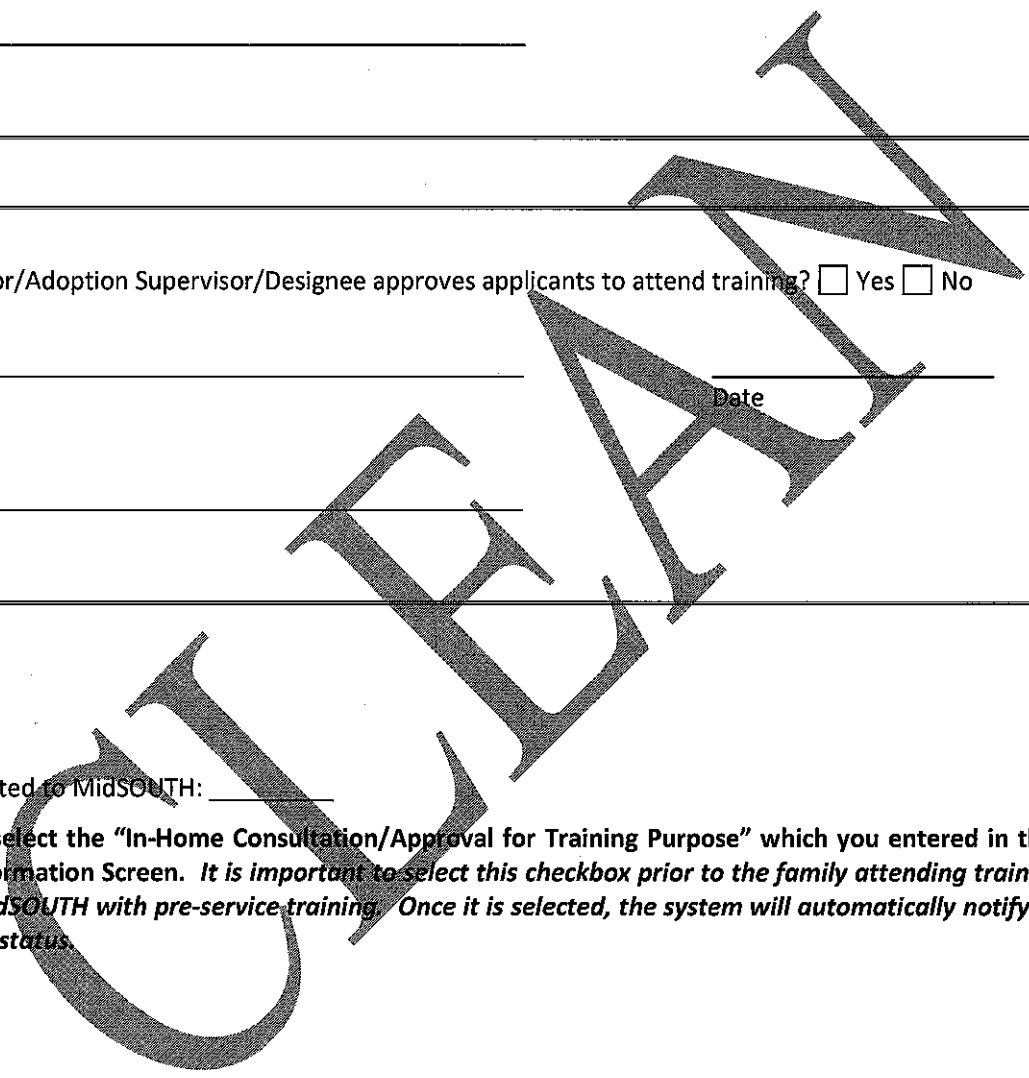 or/Adoption Supervisor/Designee approves applicants to attend training? ☐ Yes ☐ No
Date
ted to MidSOUTH: ________
select the “In-Home Consultation/Approval for Training Purpose” which you entered in th
ormation Screen. It is important to select this checkbox prior to the family attending train
dSOUTH with pre-service training. Once it is selected, the system will automatically notify
status.
CLEAN